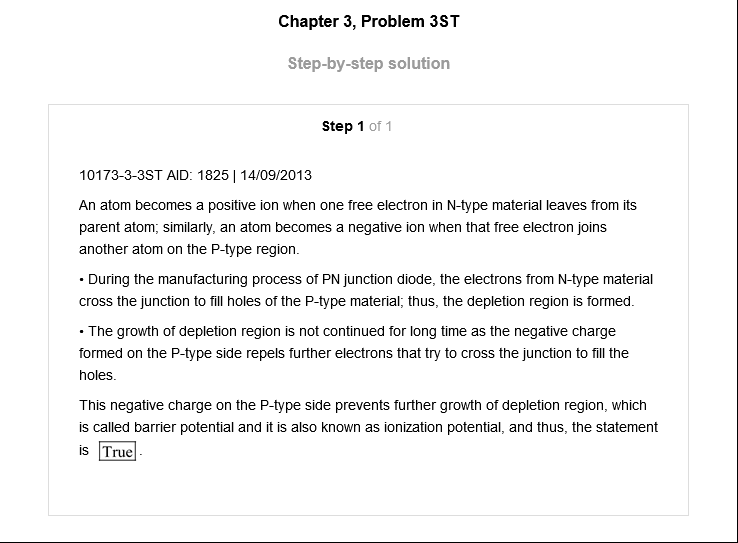 Chapter 3, Problem 3ST
Step-by-step solution
Step 1 of 1
10173-3-3ST AID: 1825 | 14/09/2013
An atom becomes a positive ion when one free electron in N-type material leaves from its
parent atom; similarly, an atom becomes a negative ion when that free electron joins
another atom on the P-type region.
• During the manufacturing process of PN junction diode, the electrons from N-type material
cross the junction to fill holes of the P-type material; thus, the depletion region is formed.
• The growth of depletion region is not continued for long time as the negative charge
formed on the P-type side repels further electrons that try to cross the junction to fill the
holes.
This negative charge on the P-type side prevents further growth of depletion region, which
is called barrier potential and it is also known as ionization potential, and thus, the statement
is True.